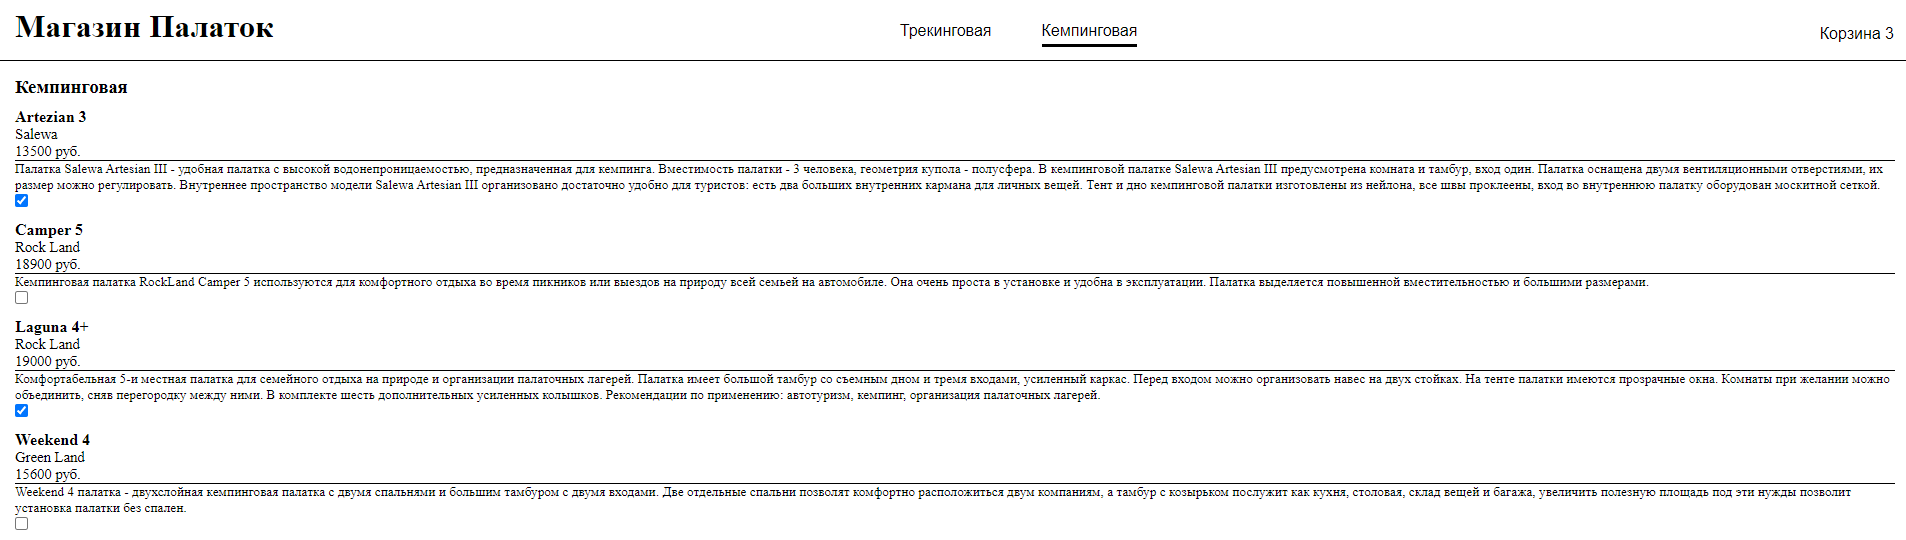 Магазин Палаток
Трекинговая
Кемпинговая
Корзина 3
Кемпинговая
Artezian 3
Salewa
13500 руб.
Палатка Salewa Artesian III - удобная палатка с высокой водонепроницаемостью, предназначенная для кемпинга. Вместимость палатки - 3 человека, геометрия купола - полусфера. В кемпинговой палатке Salewa Artesian III предусмотрена комната и тамбур, вход один. Палатка оснащена двумя вентиляционными отверстиями, их
размер можно регулировать. Внутреннее пространство модели Salewa Artesian III организовано достаточно удобно для туристов: есть два больших внутренних кармана для личных вещей. Тент и дно кемпинговой палатки изготовлены из нейлона, все швы проклеены, вход во внутреннюю палатку оборудован москитной сеткой.
Camper 5
Rock Land
18900 руб.
Кемпинговая палатка RockLand Camper 5 используются для комфортного отдыха во время пикников или выездов на природу всей семьей на автомобиле. Она очень проста в установке и удобна в эксплуатации. Палатка выделяется повышенной вместительностью и большими размерами.
Laguna 4+
Rock Land
19000 руб.
Комфортабельная 5-и местная палатка для семейного отдыха на природе и организации палаточных лагерей. Палатка имеет большой тамбур со съемным дном и тремя входами, усиленный каркас. Перед входом можно организовать навес на двух стойках. На тенте палатки имеются прозрачные окна. Комнаты при желании можно
объединить, сняв перегородку между ними. В комплекте шесть дополнительных усиленных колышков. Рекомендации по применению: автотуризм, кемпинг, организация палаточных лагерей.
Weekend 4
Green Land
15600 руб.
Weekend 4 палатка - двухслойная кемпинговая палатка с двумя спальнями и большим тамбуром с двумя входами. Две отдельные спальни позволят комфортно расположиться двум компаниям, а тамбур с козырьком послужит как кухня, столовая, склад вещей и багажа, увеличить полезную площадь под эти нужды позволит
установка палатки без спален.